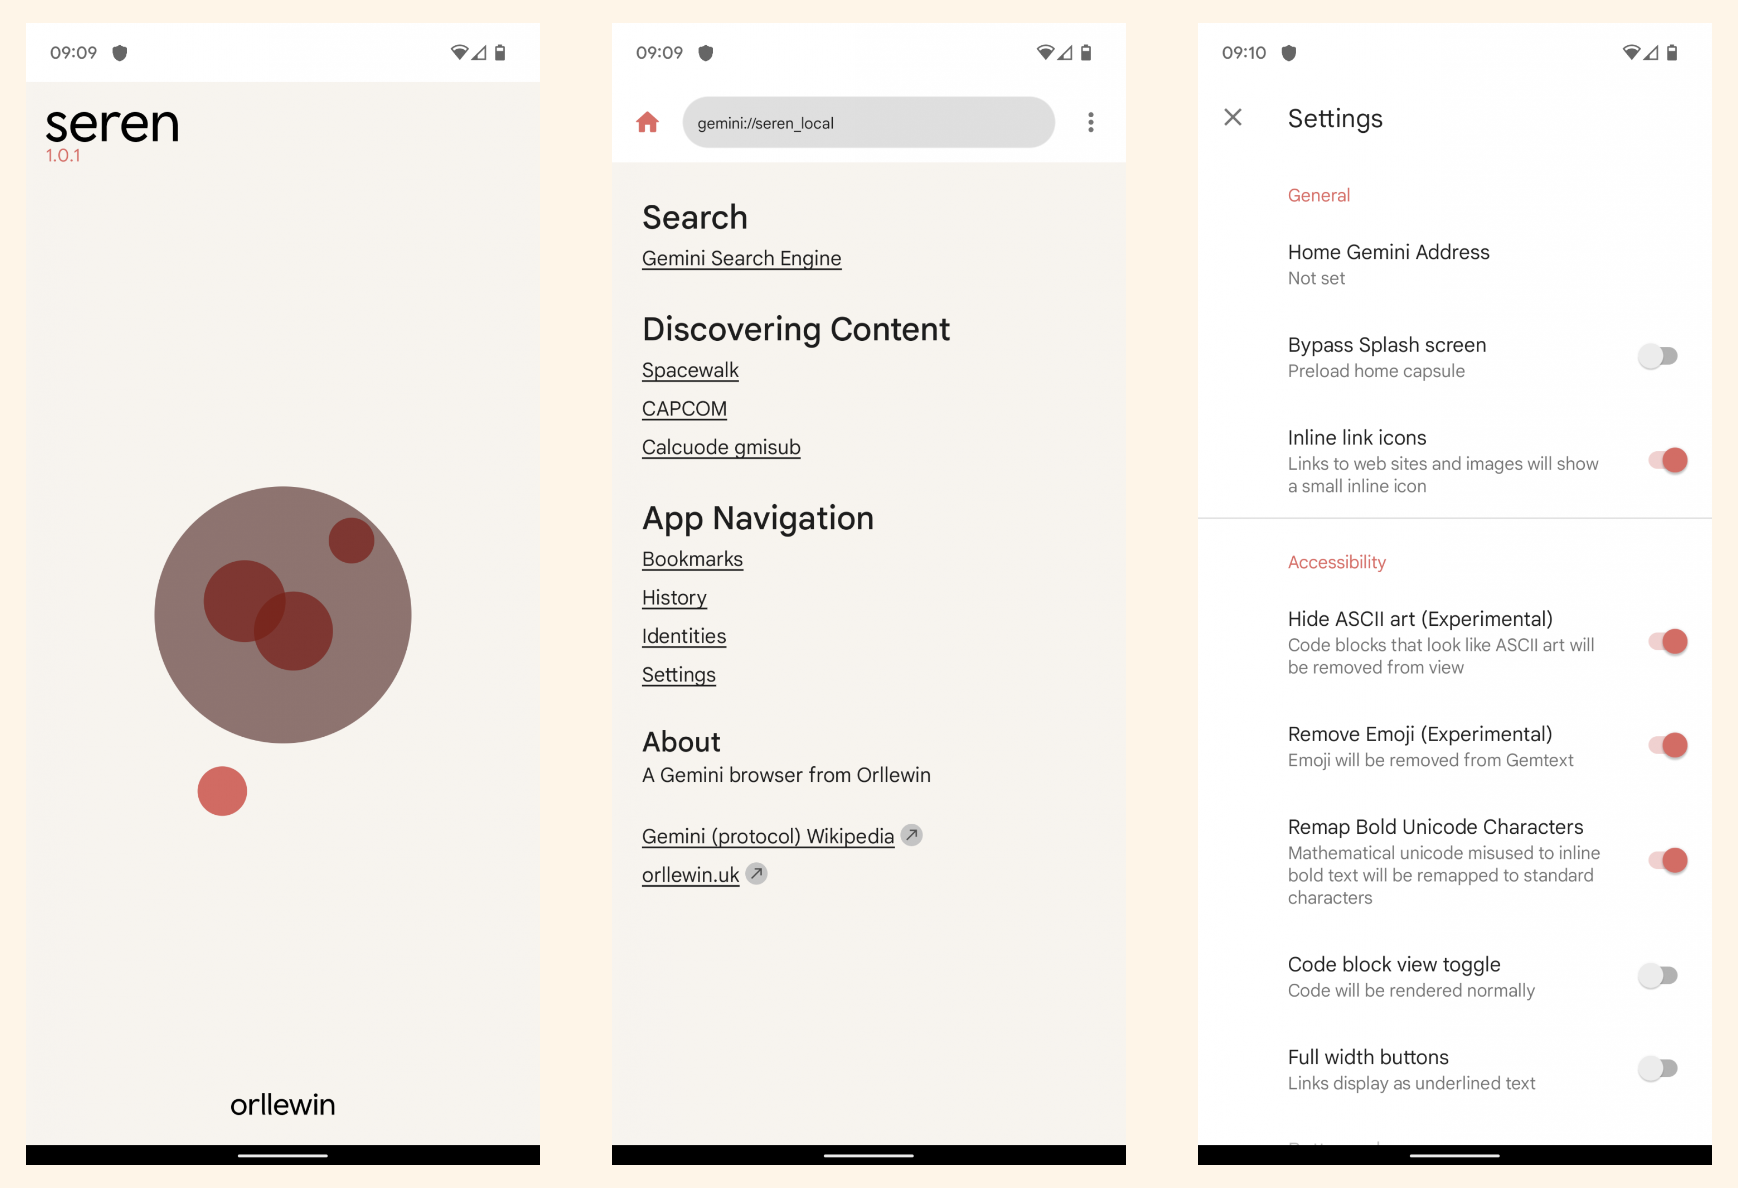 09:09
seren
1.0.1
orllewin
09:09
gemini://seren_local
Search
Gemini Search Engine
Discovering Content
Spacewalk
CAPCOM
Calcuode gmisub
App Navigation
Bookmarks
History
Identities
Settings
About
A Gemini browser from Orllewin
Gemini (protocol) Wikipedia
orllewin.uk
09:10
Settings
General
Home Gemini Address
Not set
Bypass Splash screen
Preload home capsule
Inline link icons
Links to web sites and images will show
a small inline icon
Accessibility
Hide ASCII art (Experimental)
Code blocks that look like ASCII art will
be removed from view
Remove Emoji (Experimental)
Emoji will be removed from Gemtext
Remap Bold Unicode Characters
Mathematical unicode misused to inline
bold text will be remapped to standard
characters
Code block view toggle
Code will be rendered normally
Full width buttons
Links display as underlined text